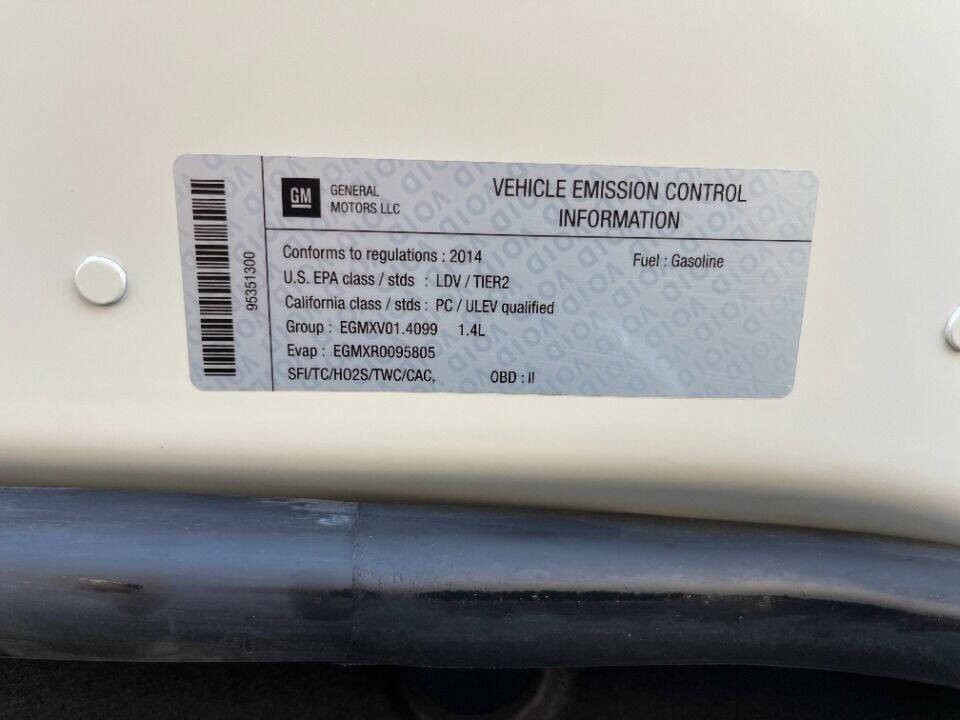 95351300
GM
GENERAL
MOTORS LLC
VEHICLE EMISSION CONTROL
INFORMATION
Conforms to regulations : 2014
Fuel : Gasoline
U.S. EPA class / stds : LDV / TIER2
California class / stds : PC / ULEV qualified
Group : EGMXV01.4099 1.4L
Evap : EGMXR0095805
SFI/TC/HO2S/TWC/CAC, OBD : II